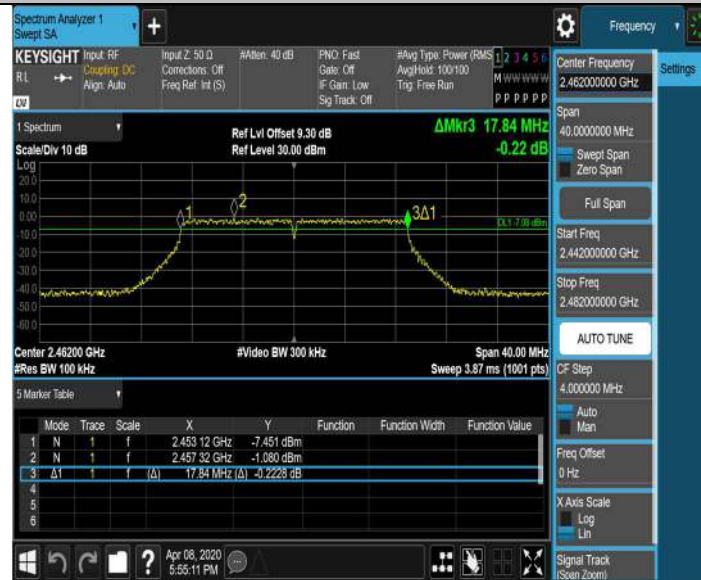 Spectrum Analyzer 1
Swept SA
+
Frequency
KEYSIGHT
RL
Input: RF
Coupling: DC
Align: Auto
Input Z: 50 Ω
Corrections: Off
Freq Ref: Int (S)
#Atten: 40 dB
PNO: Fast
Gate: Off
IF Gain: Low
Sig Track: Off
#Avg Type: Power (RMS
Avg|Hold: 100/100
Trig: Free Run
1 2 3 4 5 6
M W W W W W
P P P P P P
1 Spectrum
Scale/Div 10 dB
Ref Lvl Offset 9.30 dB
Ref Level 30.00 dBm
ΔMkr3 17.84 MHz
-0.22 dB
Log
20.0
10.0
0.00
-10.0
-20.0
-30.0
-40.0
-50.0
-60.0
1
2
3Δ1
DL1 -7.08 dBm
Center 2.46200 GHz
#Res BW 100 kHz
#Video BW 300 kHz
Span 40.00 MHz
Sweep 3.87 ms (1001 pts)
5 Marker Table
Mode Trace Scale X Y Function Function Width Function Value
1 N 1 f 2.453 12 GHz -7.451 dBm
2 N 1 f 2.457 32 GHz -1.080 dBm
3 Δ1 1 f (Δ) 17.84 MHz (Δ) -0.2228 dB
4
5
6
?
Apr 08, 2020
5:55:11 PM
Center Frequency
2.462000000 GHz
Settings
Span
40.0000000 MHz
Swept Span
Zero Span
Full Span
Start Freq
2.442000000 GHz
Stop Freq
2.482000000 GHz
AUTO TUNE
CF Step
4.000000 MHz
Auto
Man
Freq Offset
0 Hz
X Axis Scale
Log
Lin
Signal Track
(Span Zoom)